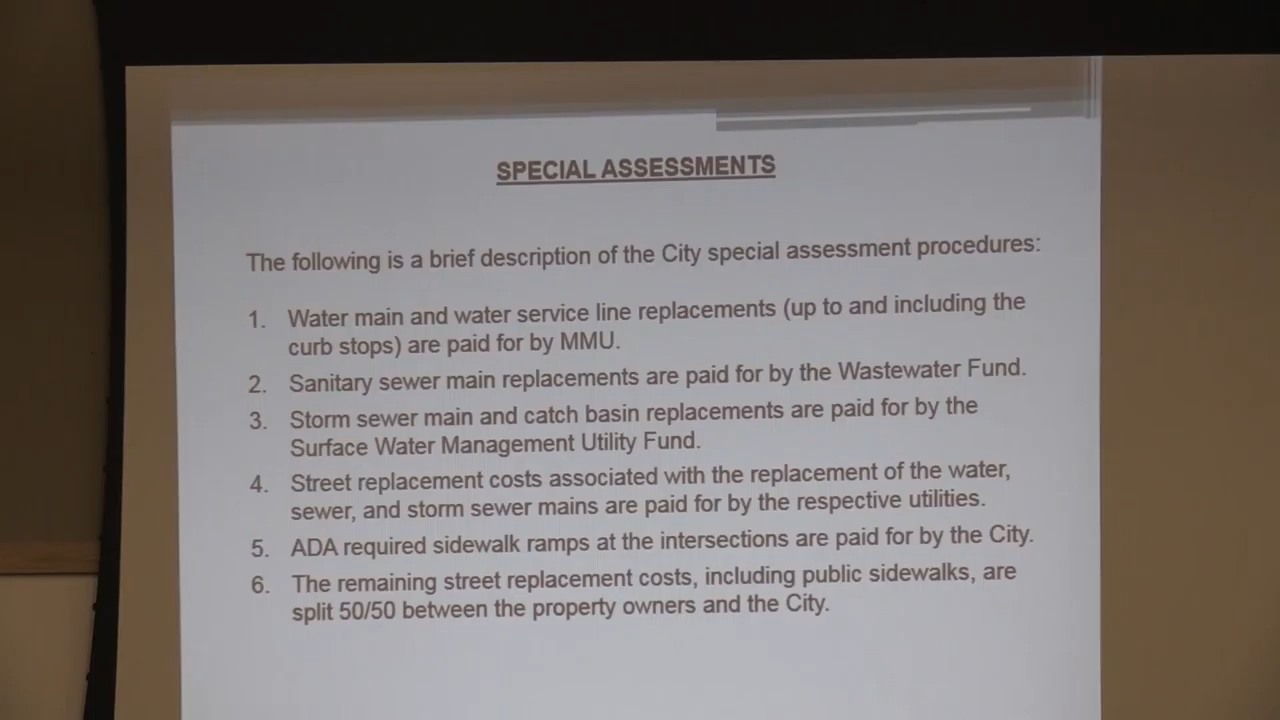 SPECIAL ASSESSMENTS
The following is a brief description of the City special assessment procedures:
1. Water main and water service line replacements (up to and including the
curb stops) are paid for by MMU.
2. Sanitary sewer main replacements are paid for by the Wastewater Fund.
3. Storm sewer main and catch basin replacements are paid for by the
Surface Water Management Utility Fund.
4. Street replacement costs associated with the replacement of the water,
sewer, and storm sewer mains are paid for by the respective utilities.
5. ADA required sidewalk ramps at the intersections are paid for by the City.
6. The remaining street replacement costs, including public sidewalks, are
split 50/50 between the property owners and the City.